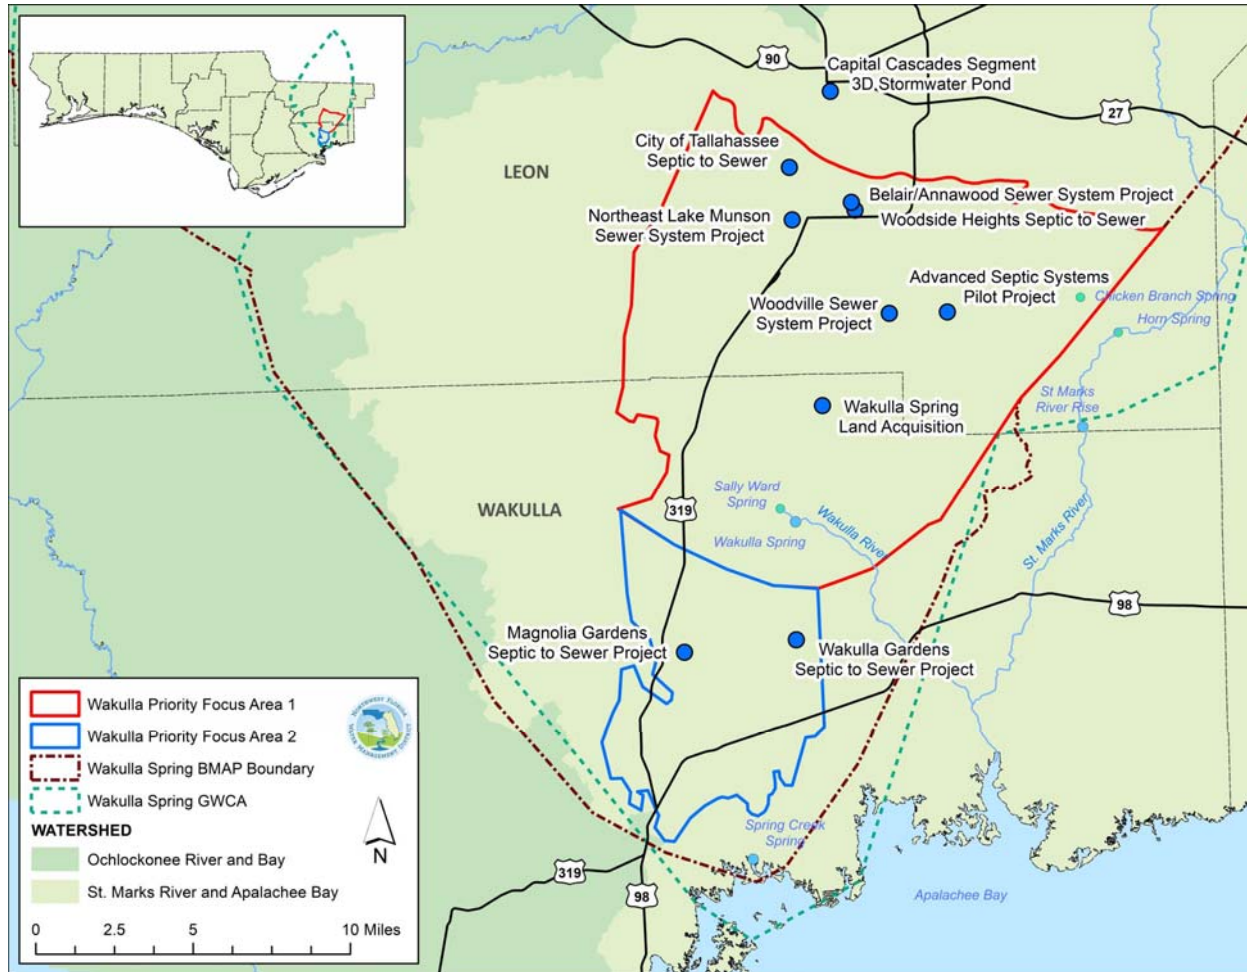 90
Capital Cascades Segment
3D Stormwater Pond
27
City of Tallahassee
Septic to Sewer
LEON
Belair/Annawood Sewer System Project
Northeast Lake Munson
Sewer System Project
Woodside Heights Septic to Sewer
Advanced Septic Systems
Pilot Project
Chicken Branch Spring
Horn Spring
Woodville Sewer
System Project
St Marks
River Rise
Wakulla Spring
Land Acquisition
Sally Ward
Spring
WAKULLA
319
Wakulla River
Wakulla Spring
St. Marks River
98
Magnolia Gardens
Septic to Sewer Project
Wakulla Gardens
Septic to Sewer Project
Spring Creek
Spring
319
98
Apalachee Bay
Wakulla Priority Focus Area 1
Wakulla Priority Focus Area 2
Wakulla Spring BMAP Boundary
Wakulla Spring GWCA
WATERSHED
Ochlockonee River and Bay
St. Marks River and Apalachee Bay
0 2.5 5 10 Miles
NORTHWEST FLORIDA
WATER MANAGEMENT DISTRICT
N